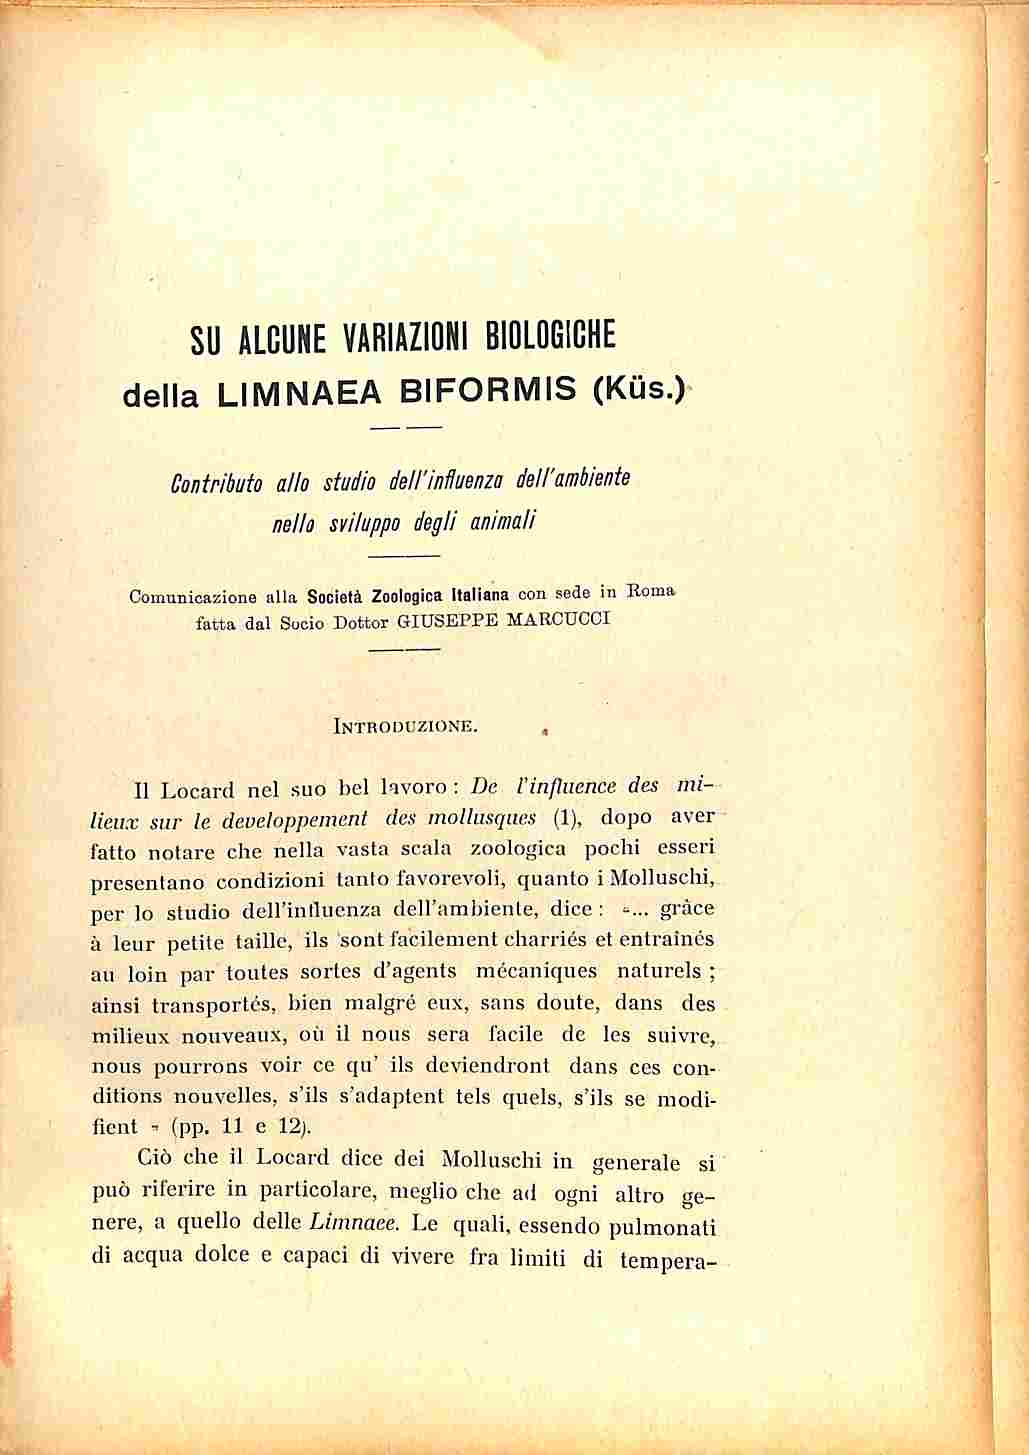 SU ALCUNE VARIAZIONI BIOLOGICHE
della LIMNAEA BIFORMIS (Küs.)
Contributo allo studio dell'influenza dell'ambiente
nello sviluppo degli animali
Comunicazione alla Società Zoologica Italiana con sede in Roma
fatta dal Socio Dottor GIUSEPPE MARCUCCI
INTRODUZIONE.
Il Locard nel suo bel lavoro : De l'influence des mi-
lieux sur le developpement des mollusques (1), dopo aver
fatto notare che nella vasta scala zoologica pochi esseri
presentano condizioni tanto favorevoli, quanto i Molluschi,
per lo studio dell'influenza dell'ambiente, dice : «... grâce
à leur petite taille, ils sont facilement charriés et entraînés
au loin par toutes sortes d'agents mécaniques naturels ;
ainsi transportés, bien malgré eux, sans doute, dans des
milieux nouveaux, où il nous sera facile de les suivre,
nous pourrons voir ce qu' ils deviendront dans ces con-
ditions nouvelles, s'ils s'adaptent tels quels, s'ils se modi-
fient » (pp. 11 e 12).
Ciò che il Locard dice dei Molluschi in generale si
può riferire in particolare, meglio che ad ogni altro ge-
nere, a quello delle Limnaee. Le quali, essendo pulmonati
di acqua dolce e capaci di vivere fra limiti di tempera-